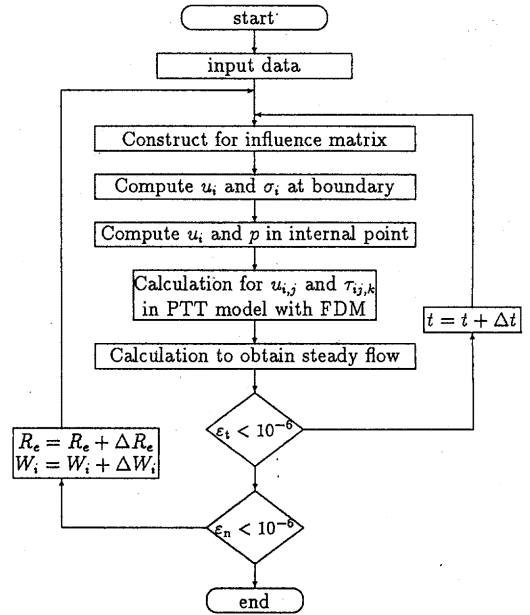 start
input data
Construct for influence matrix
Compute u_i and σ_i at boundary
Compute u_i and p in internal point
Calculation for u_{i,j} and τ_{ij,k}
in PTT model with FDM
t = t + Δt
Calculation to obtain steady flow
ε_t < 10^{-6}
R_e = R_e + ΔR_e
W_i = W_i + ΔW_i
ε_n < 10^{-6}
end